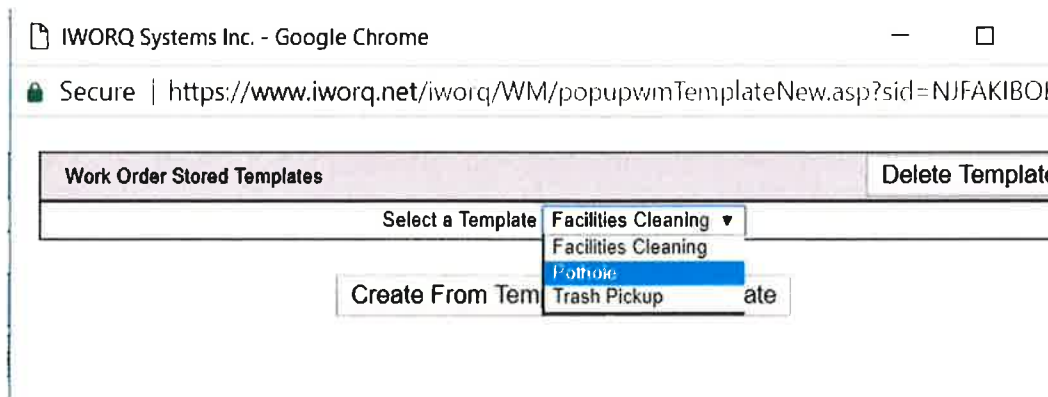 IWORQ Systems Inc. - Google Chrome
Secure | https://www.iworq.net/iworq/WM/popupwmTemplateNew.asp?sid=NJFAKIBO
Work Order Stored Templates Delete Template
Select a Template Facilities Cleaning ▼
Facilities Cleaning
Pothole
Create From Tem Trash Pickup ate